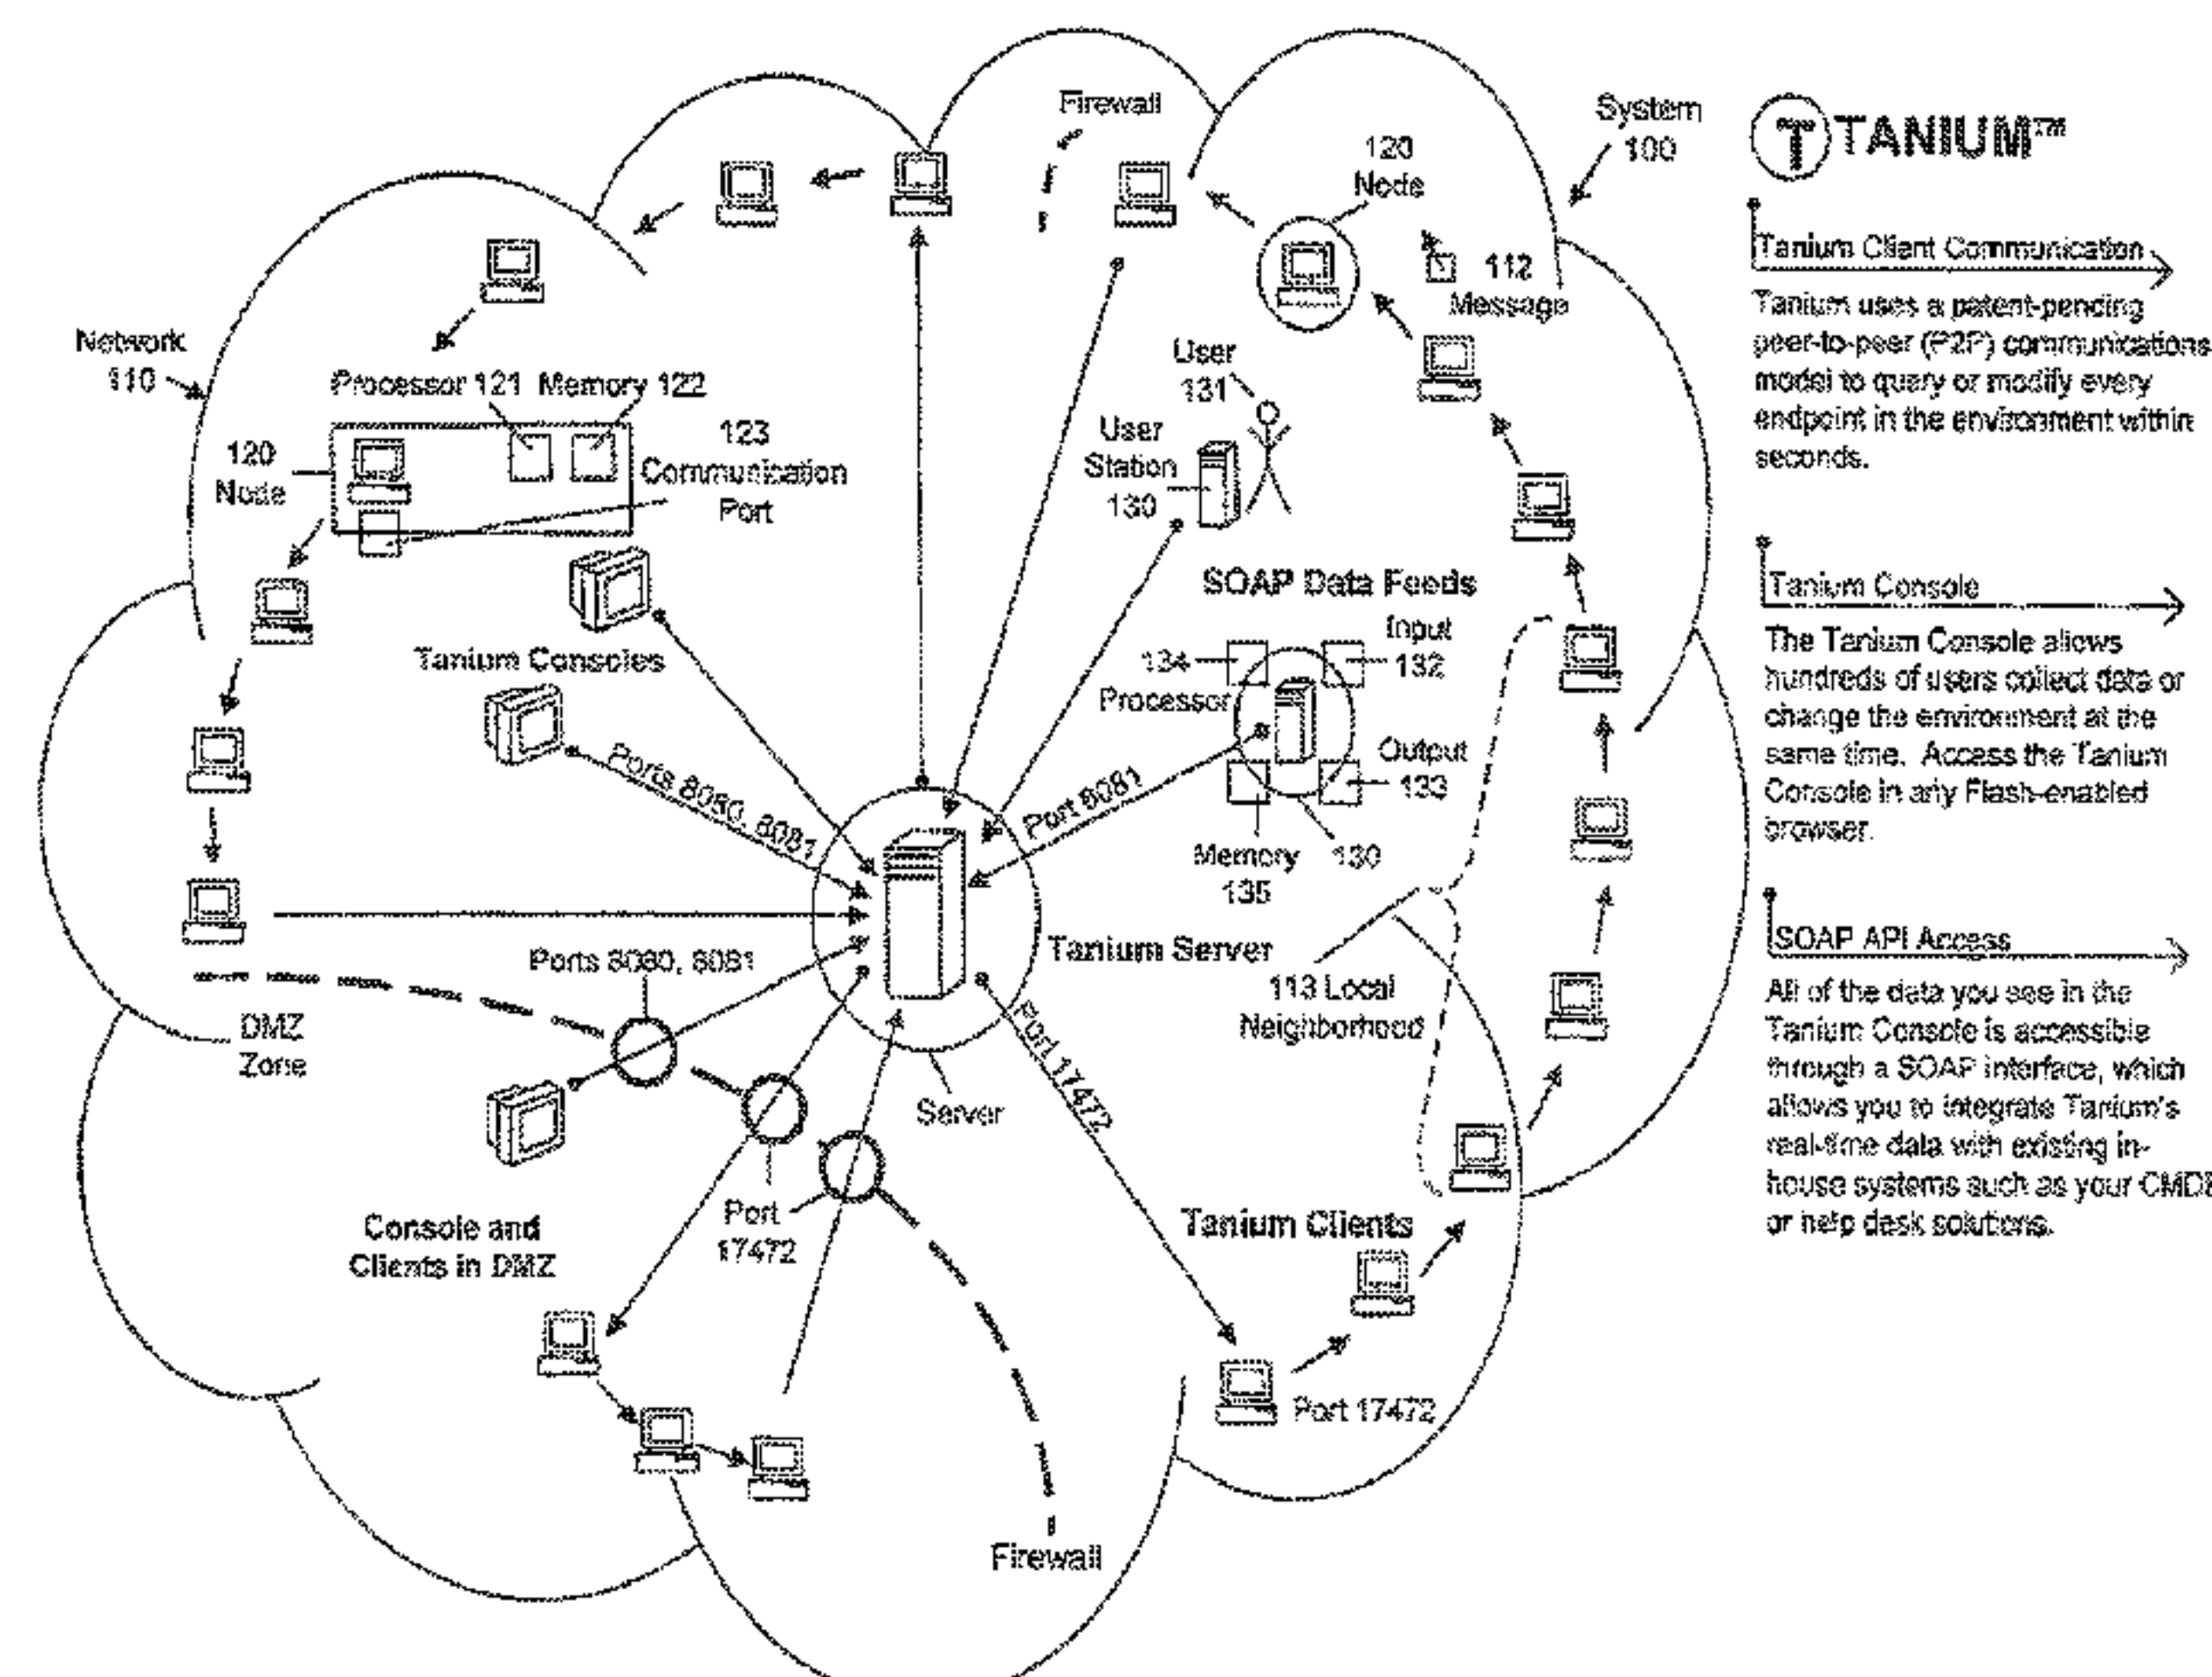 Firewall
System
100
120
Node
112
Message
Network
110
Processor 121 Memory 122
120
Node
123
Communication
Port
User
131
User
Station
130
SOAP Data Feeds
Input
132
134
Processor
Output
133
Memory
135
130
Tanium Consoles
Ports 8080, 8081
Port 8081
Tanium Server
Ports 8080, 8081
DMZ
Zone
113 Local
Neighborhood
Server
Port 17472
Port
17472
Console and
Clients in DMZ
Tanium Clients
Port 17472
Firewall
T TANIUM™
Tanium Client Communication
Tanium uses a patent-pending
peer-to-peer (P2P) communications
model to query or modify every
endpoint in the environment within
seconds.
Tanium Console
The Tanium Console allows
hundreds of users collect data or
change the environment at the
same time. Access the Tanium
Console in any Flash-enabled
browser.
SOAP API Access
All of the data you see in the
Tanium Console is accessible
through a SOAP interface, which
allows you to integrate Tanium's
real-time data with existing in-
house systems such as your CMDB
or help desk solutions.